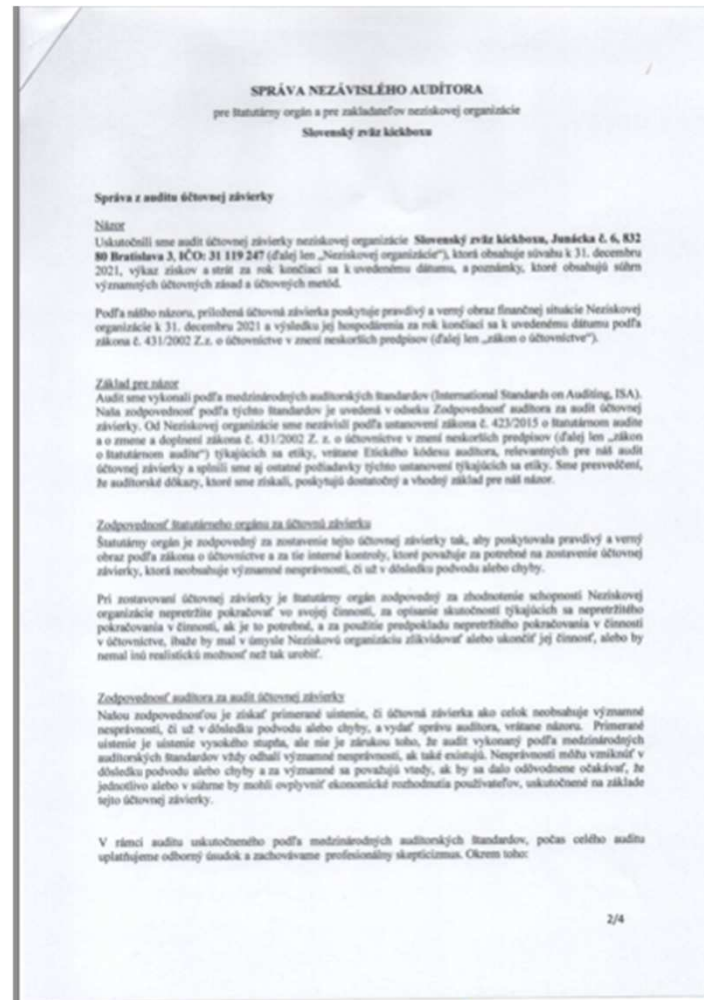 SPRÁVA NEZÁVISLÉHO AUDÍTORA
pre štatutárny orgán a pre zakladateľov neziskovej organizácie
Slovenský zväz kickboxu
Správa z auditu účtovnej závierky
Názor
Uskutočnili sme audit účtovnej závierky neziskovej organizácie Slovenský zväz kickboxu, Junácka č. 6, 832
80 Bratislava 3, IČO: 31 119 247 (ďalej len „Neziskovej organizácie“), ktorá obsahuje súvahu k 31. decembru
2021, výkaz ziskov a strát za rok končiaci sa k uvedenému dátumu, a poznámky, ktoré obsahujú súhrn
významných účtovných zásad a účtovných metód.
Podľa nášho názoru, priložená účtovná závierka poskytuje pravdivý a verný obraz finančnej situácie Neziskovej
organizácie k 31. decembru 2021 a výsledku jej hospodárenia za rok končiaci sa k uvedenému dátumu podľa
zákona č. 431/2002 Z.z. o účtovníctve v znení neskorších predpisov (ďalej len „zákon o účtovníctve“).
Základ pre názor
Audit sme vykonali podľa medzinárodných audítorských štandardov (International Standards on Auditing, ISA).
Naša zodpovednosť podľa týchto štandardov je uvedená v odseku Zodpovednosť audítora za audit účtovnej
závierky. Od Neziskovej organizácie sme nezávislí podľa ustanovení zákona č. 423/2015 o štatutárnom audite
a o zmene a doplnení zákona č. 431/2002 Z. z. o účtovníctve v znení neskorších predpisov (ďalej len „zákon
o štatutárnom audite“) týkajúcich sa etiky, vrátane Etického kódexu audítora, relevantných pre náš audit
účtovnej závierky a splnili sme aj ostatné požiadavky týchto ustanovení týkajúcich sa etiky. Sme presvedčení,
že audítorské dôkazy, ktoré sme získali, poskytujú dostatočný a vhodný základ pre náš názor.
Zodpovednosť štatutárneho orgánu za účtovnú závierku
Štatutárny orgán je zodpovedný za zostavenie tejto účtovnej závierky tak, aby poskytovala pravdivý a verný
obraz podľa zákona o účtovníctve a za tie interné kontroly, ktoré považuje za potrebné na zostavenie účtovnej
závierky, ktorá neobsahuje významné nesprávnosti, či už v dôsledku podvodu alebo chyby.
Pri zostavovaní účtovnej závierky je štatutárny orgán zodpovedný za zhodnotenie schopnosti Neziskovej
organizácie nepretržite pokračovať vo svojej činnosti, za opísanie skutočností týkajúcich sa nepretržitého
pokračovania v činnosti, ak je to potrebné, a za použitie predpokladu nepretržitého pokračovania v činnosti
v účtovníctve, ibaže by mal v úmysle Neziskovú organizáciu zlikvidovať alebo ukončiť jej činnosť, alebo by
nemal inú realistickú možnosť než tak urobiť.
Zodpovednosť audítora za audit účtovnej závierky
Našou zodpovednosťou je získať primerané uistenie, či účtovná závierka ako celok neobsahuje významné
nesprávnosti, či už v dôsledku podvodu alebo chyby, a vydať správu audítora, vrátane názoru. Primerané
uistenie je uistenie vysokého stupňa, ale nie je zárukou toho, že audit vykonaný podľa medzinárodných
audítorských štandardov vždy odhalí významné nesprávnosti, ak také existujú. Nesprávnosti môžu vzniknúť v
dôsledku podvodu alebo chyby a za významné sa považujú vtedy, ak by sa dalo odôvodnene očakávať, že
jednotlivo alebo v súhrne by mohli ovplyvniť ekonomické rozhodnutia používateľov, uskutočnené na základe
tejto účtovnej závierky.
V rámci auditu uskutočneného podľa medzinárodných audítorských štandardov, počas celého auditu
uplatňujeme odborný úsudok a zachovávame profesionálny skepticizmus. Okrem toho:
2/4